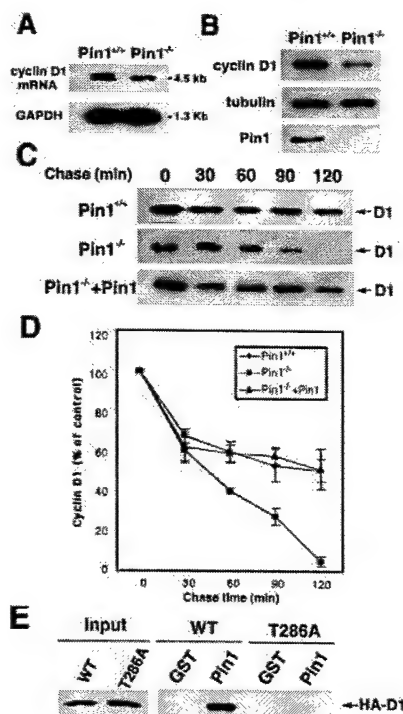 A
Pin1+/+ Pin1-/-
cyclin D1 mRNA
4.5 kb
GAPDH
1.3 Kb
B
Pin1+/+ Pin1-/-
cyclin D1
tubulin
Pin1
C
Chase (min) 0 30 60 90 120
Pin1+/+
D1
Pin1-/-
D1
Pin1-/-+Pin1
D1
D
Cyclin D1 (% of control)
120
100
80
60
40
20
0
Pin1+/+
Pin1-/-
Pin1-/-+Pin1
0 30 60 90 120
Chase time (min)
E
Input WT T286A
WT T286A GST Pin1 GST Pin1
HA-D1